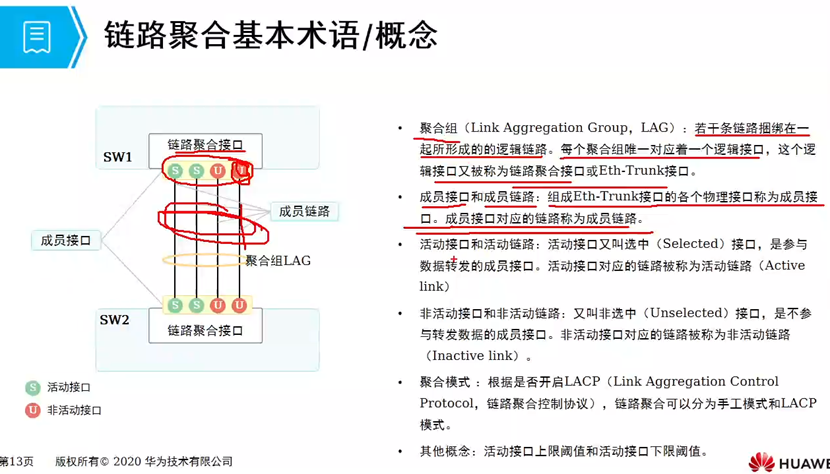 链路聚合基本术语/概念
SW1
链路聚合接口
S S U U
成员链路
成员接口
聚合组LAG
S S U U
SW2
链路聚合接口
S 活动接口
U 非活动接口
• 聚合组（Link Aggregation Group，LAG）：若干条链路捆绑在一
起所形成的的逻辑链路。每个聚合组唯一对应着一个逻辑接口，这个逻
辑接口又被称为链路聚合接口或Eth-Trunk接口。
• 成员接口和成员链路：组成Eth-Trunk接口的各个物理接口称为成员接
口。成员接口对应的链路称为成员链路。
• 活动接口和活动链路：活动接口又叫选中（Selected）接口，是参与
数据转发的成员接口。活动接口对应的链路被称为活动链路（Active
link）
• 非活动接口和非活动链路：又叫非选中（Unselected）接口，是不参
与转发数据的成员接口。非活动接口对应的链路被称为非活动链路
（Inactive link）。
• 聚合模式：根据是否开启LACP（Link Aggregation Control
Protocol，链路聚合控制协议），链路聚合可以分为手工模式和LACP
模式。
• 其他概念：活动接口上限阈值和活动接口下限阈值。
第13页 版权所有© 2020 华为技术有限公司
HUAWE